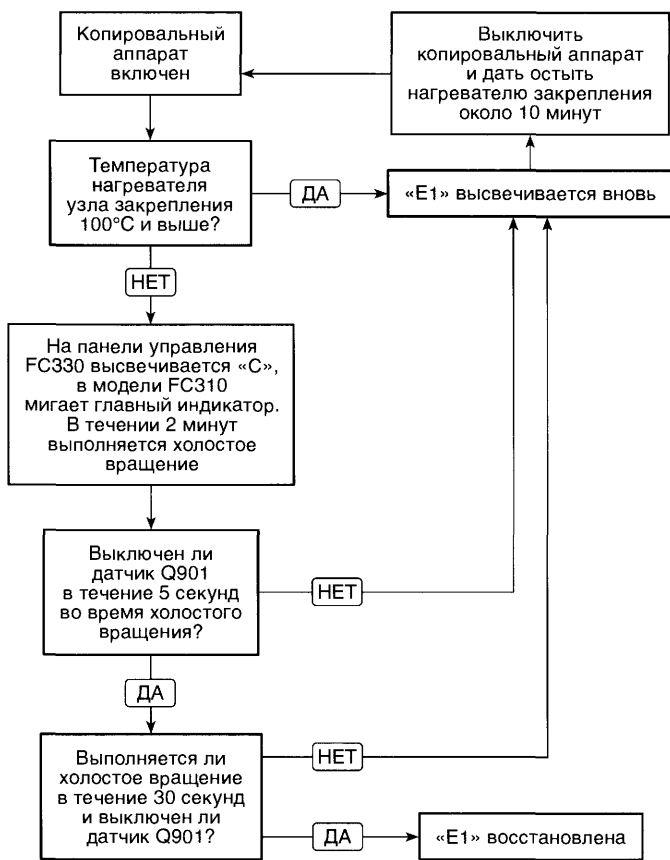 Копировальный
аппарат
включен
Выключить
копировальный аппарат
и дать остыть
нагревателю закрепления
около 10 минут
Температура
нагревателя
узла закрепления
100°C и выше?
ДА
«E1» высвечивается вновь
НЕТ
На панели управления
FC330 высвечивается «C»,
в модели FC310
мигает главный индикатор.
В течении 2 минут
выполняется холостое
вращение
Выключен ли
датчик Q901
в течение 5 секунд
во время холостого
вращения?
НЕТ
ДА
Выполняется ли
холостое вращение
в течение 30 секунд
и выключен ли
датчик Q901?
НЕТ
ДА
«E1» восстановлена